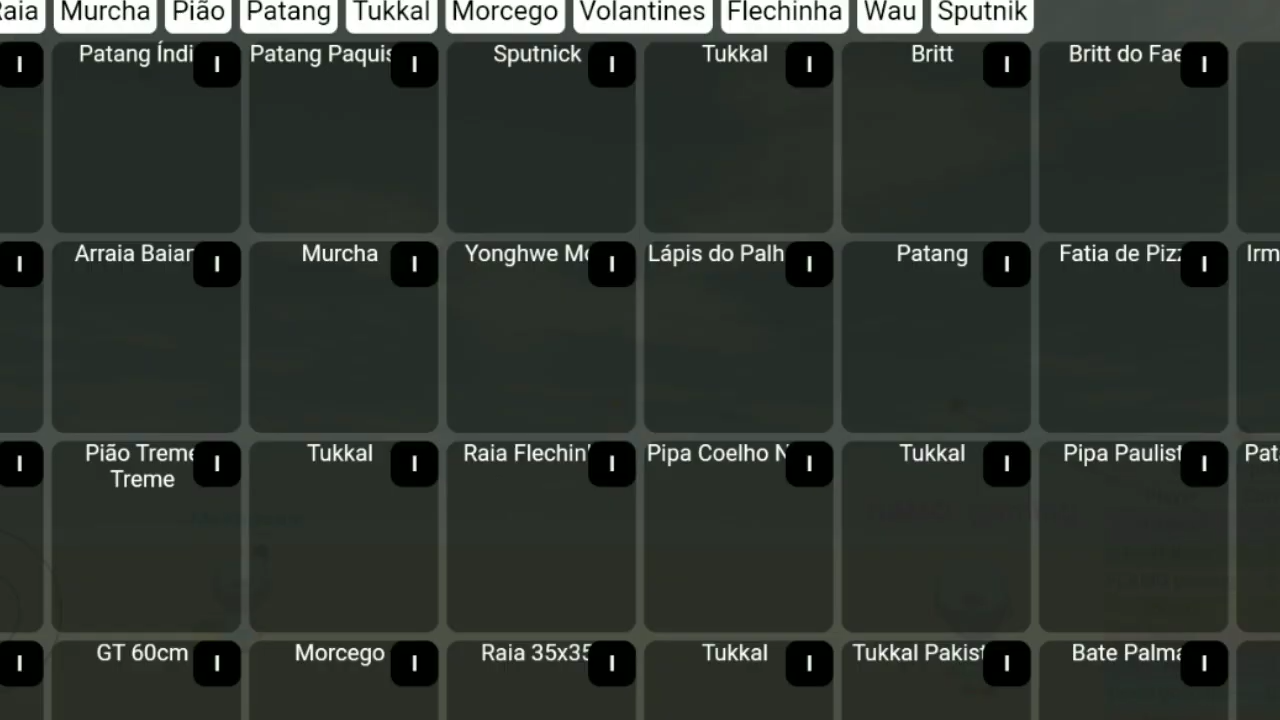 Raia Murcha Pião Patang Tukkal Morcego Volantines Flechinha Wau Sputnik
I Patang Índi I Patang Paquis I Sputnick I Tukkal I Britt I Britt do Fae I
I Arraia Baiar I Murcha I Yonghwe Mo I Lápis do Palh I Patang I Fatia de Pizz I Irm
I Pião Treme I Tukkal I Raia Flechinl I Pipa Coelho N I Tukkal I Pipa Paulist I Pat
Treme
I GT 60cm I Morcego I Raia 35x35 I Tukkal I Tukkal Pakist I Bate Palma I